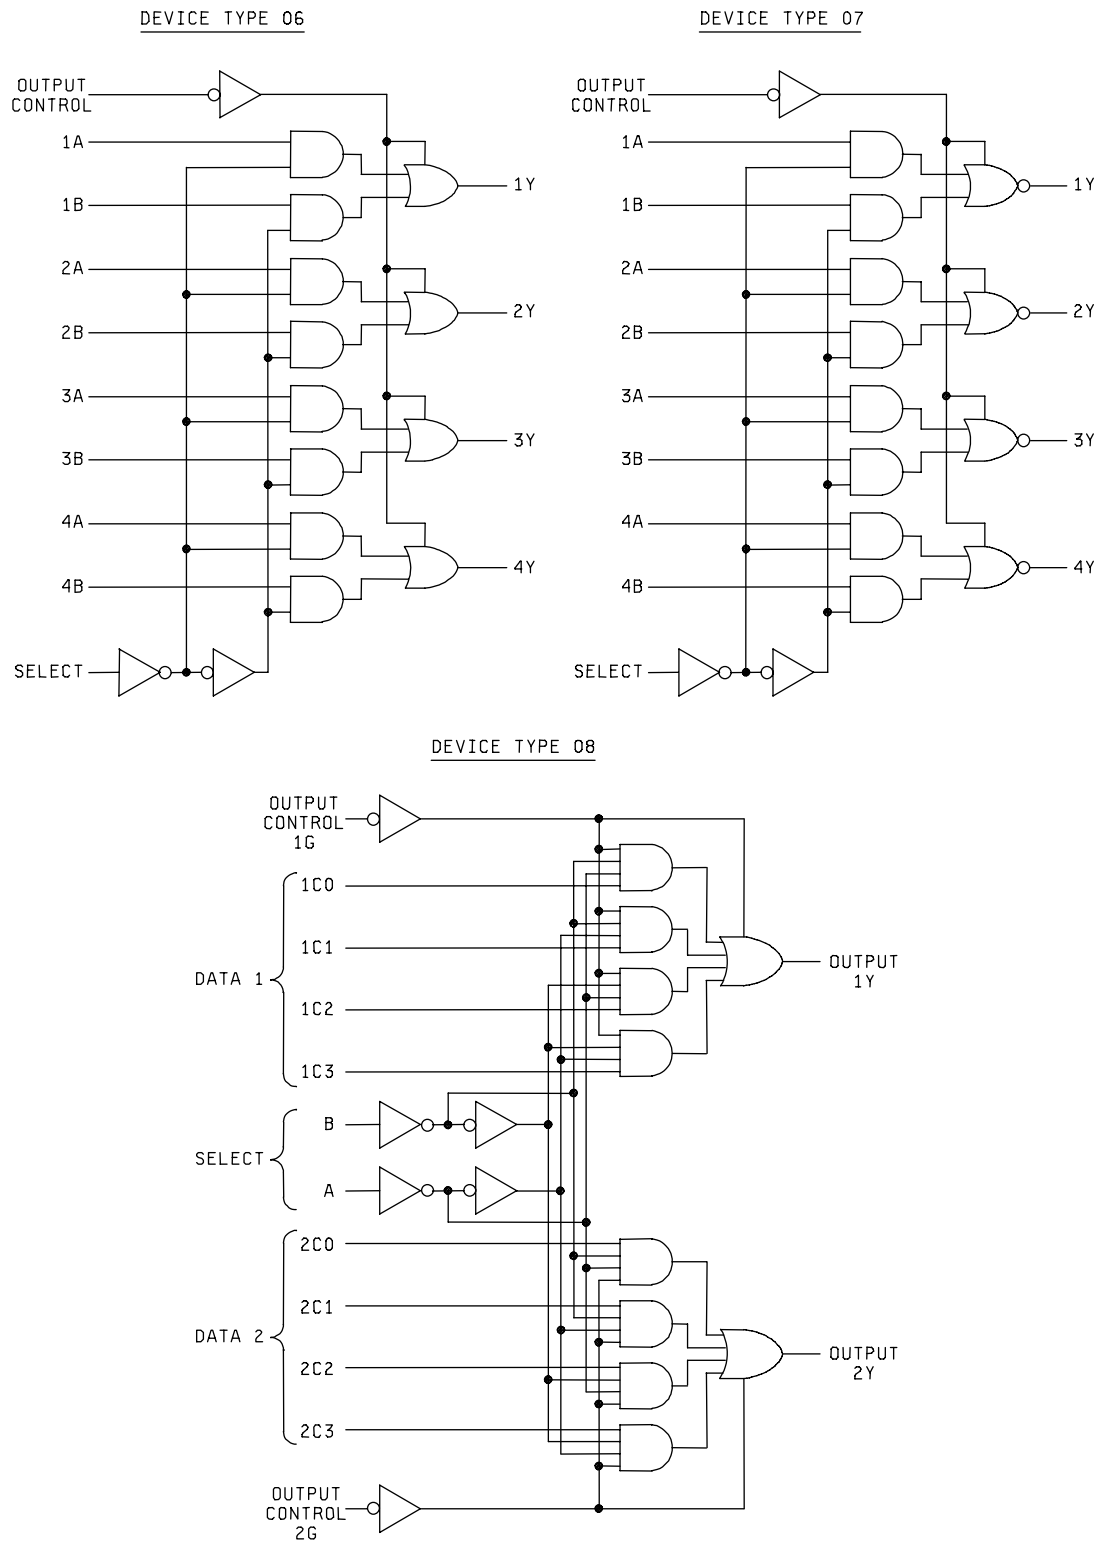 DEVICE TYPE 06
OUTPUT
CONTROL
1A
1B
1Y
2A
2B
2Y
3A
3B
3Y
4A
4B
4Y
SELECT
DEVICE TYPE 07
OUTPUT
CONTROL
1A
1B
1Y
2A
2B
2Y
3A
3B
3Y
4A
4B
4Y
SELECT
DEVICE TYPE 08
OUTPUT
CONTROL
1G
DATA 1
1C0
1C1
1C2
1C3
OUTPUT
1Y
SELECT
B
A
DATA 2
2C0
2C1
2C2
2C3
OUTPUT
2Y
OUTPUT
CONTROL
2G